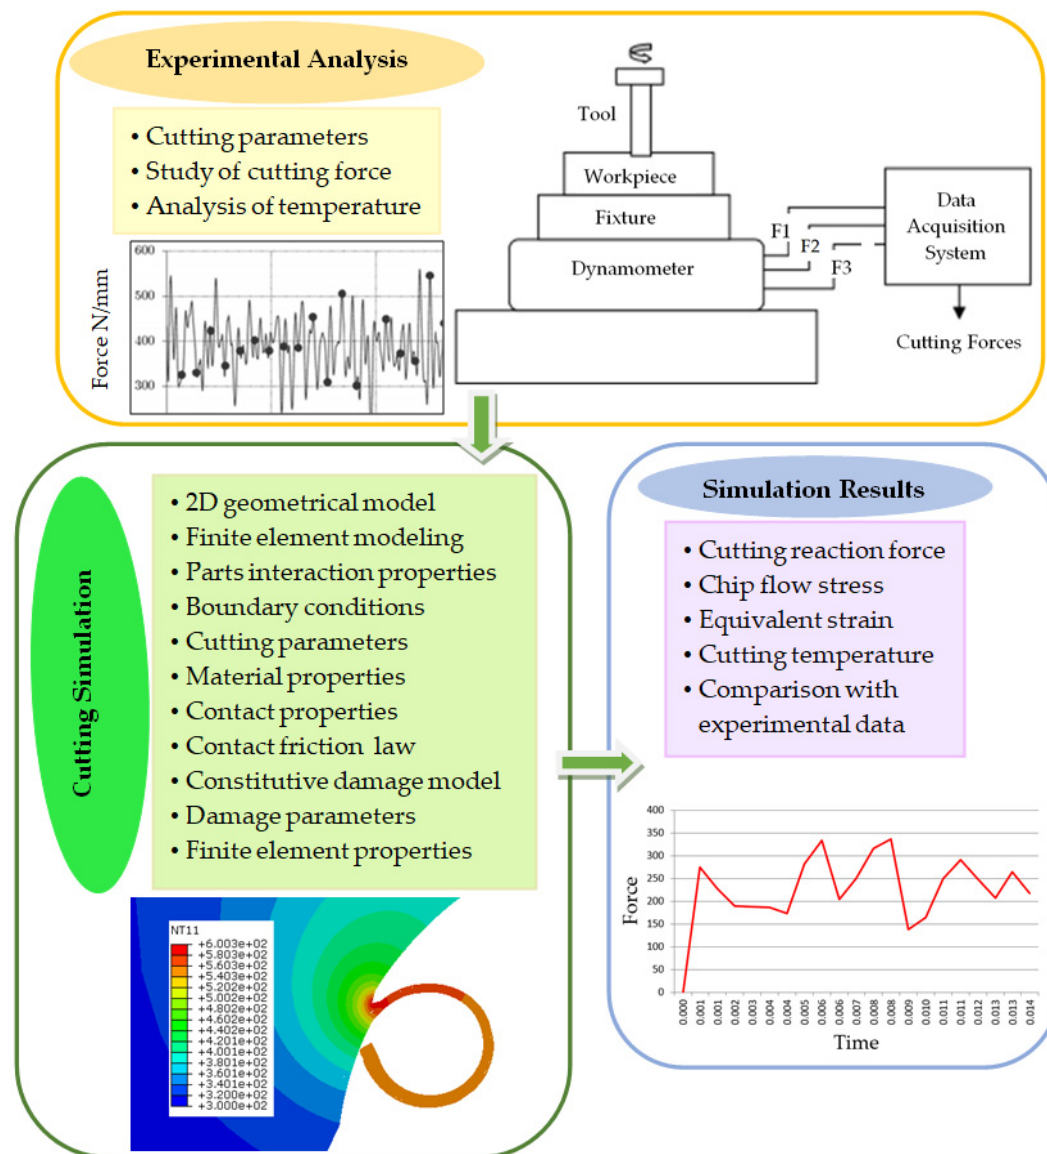 Experimental Analysis
• Cutting parameters
• Study of cutting force
• Analysis of temperature
Force N/mm
600
500
400
300
Tool
Workpiece
Fixture
Dynamometer
F1
F2
F3
Data
Acquisition
System
Cutting Forces
Cutting Simulation
• 2D geometrical model
• Finite element modeling
• Parts interaction properties
• Boundary conditions
• Cutting parameters
• Material properties
• Contact properties
• Contact friction law
• Constitutive damage model
• Damage parameters
• Finite element properties
NT11
+6.003e+02
+5.803e+02
+5.603e+02
+5.403e+02
+5.202e+02
+5.002e+02
+4.802e+02
+4.602e+02
+4.402e+02
+4.201e+02
+4.001e+02
+3.801e+02
+3.601e+02
+3.401e+02
+3.200e+02
+3.000e+02
Simulation Results
• Cutting reaction force
• Chip flow stress
• Equivalent strain
• Cutting temperature
• Comparison with
experimental data
Force
400
350
300
250
200
150
100
50
0
0.000 0.001 0.001 0.002 0.003 0.004 0.004 0.005 0.006 0.006 0.007 0.008 0.008 0.009 0.010 0.011 0.011 0.012 0.013 0.013 0.014
Time